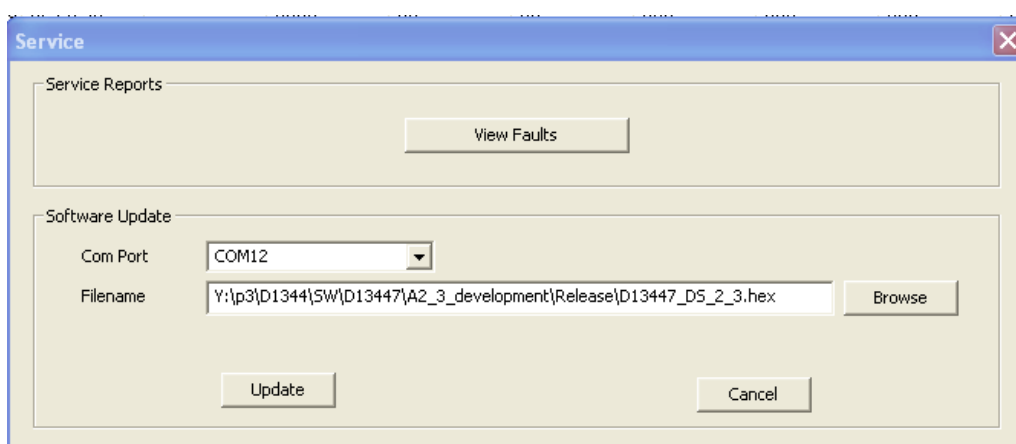 Service
Service Reports
View Faults
Software Update
Com Port COM12
Filename Y:\p3\D1344\SW\D13447\A2_3_development\Release\D13447_DS_2_3.hex Browse
Update Cancel